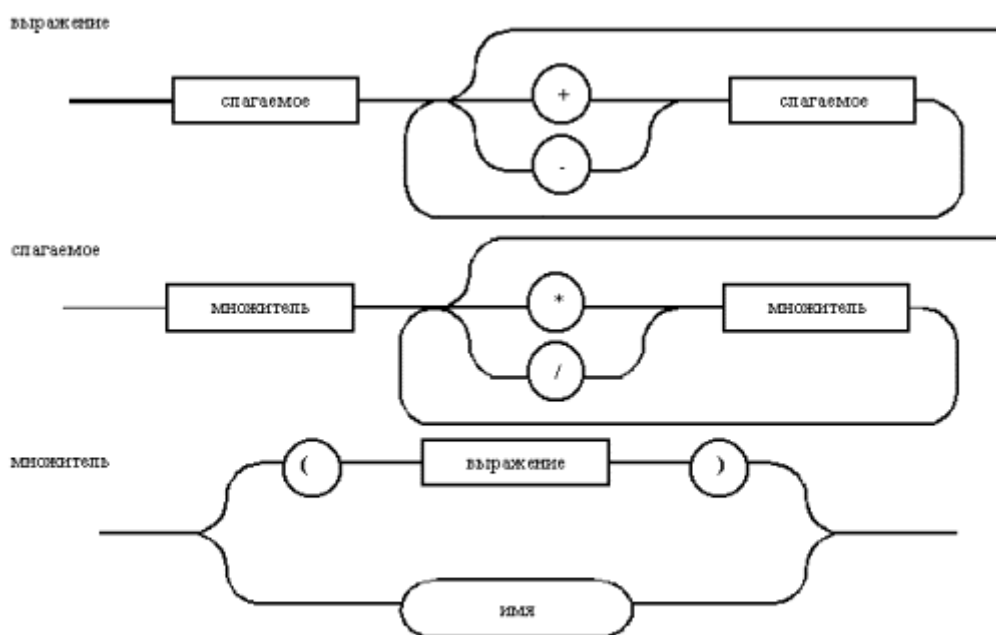 выражение
слагаемое
+
слагаемое
-
слагаемое
множитель
*
множитель
/
множитель
(
выражение
)
имя